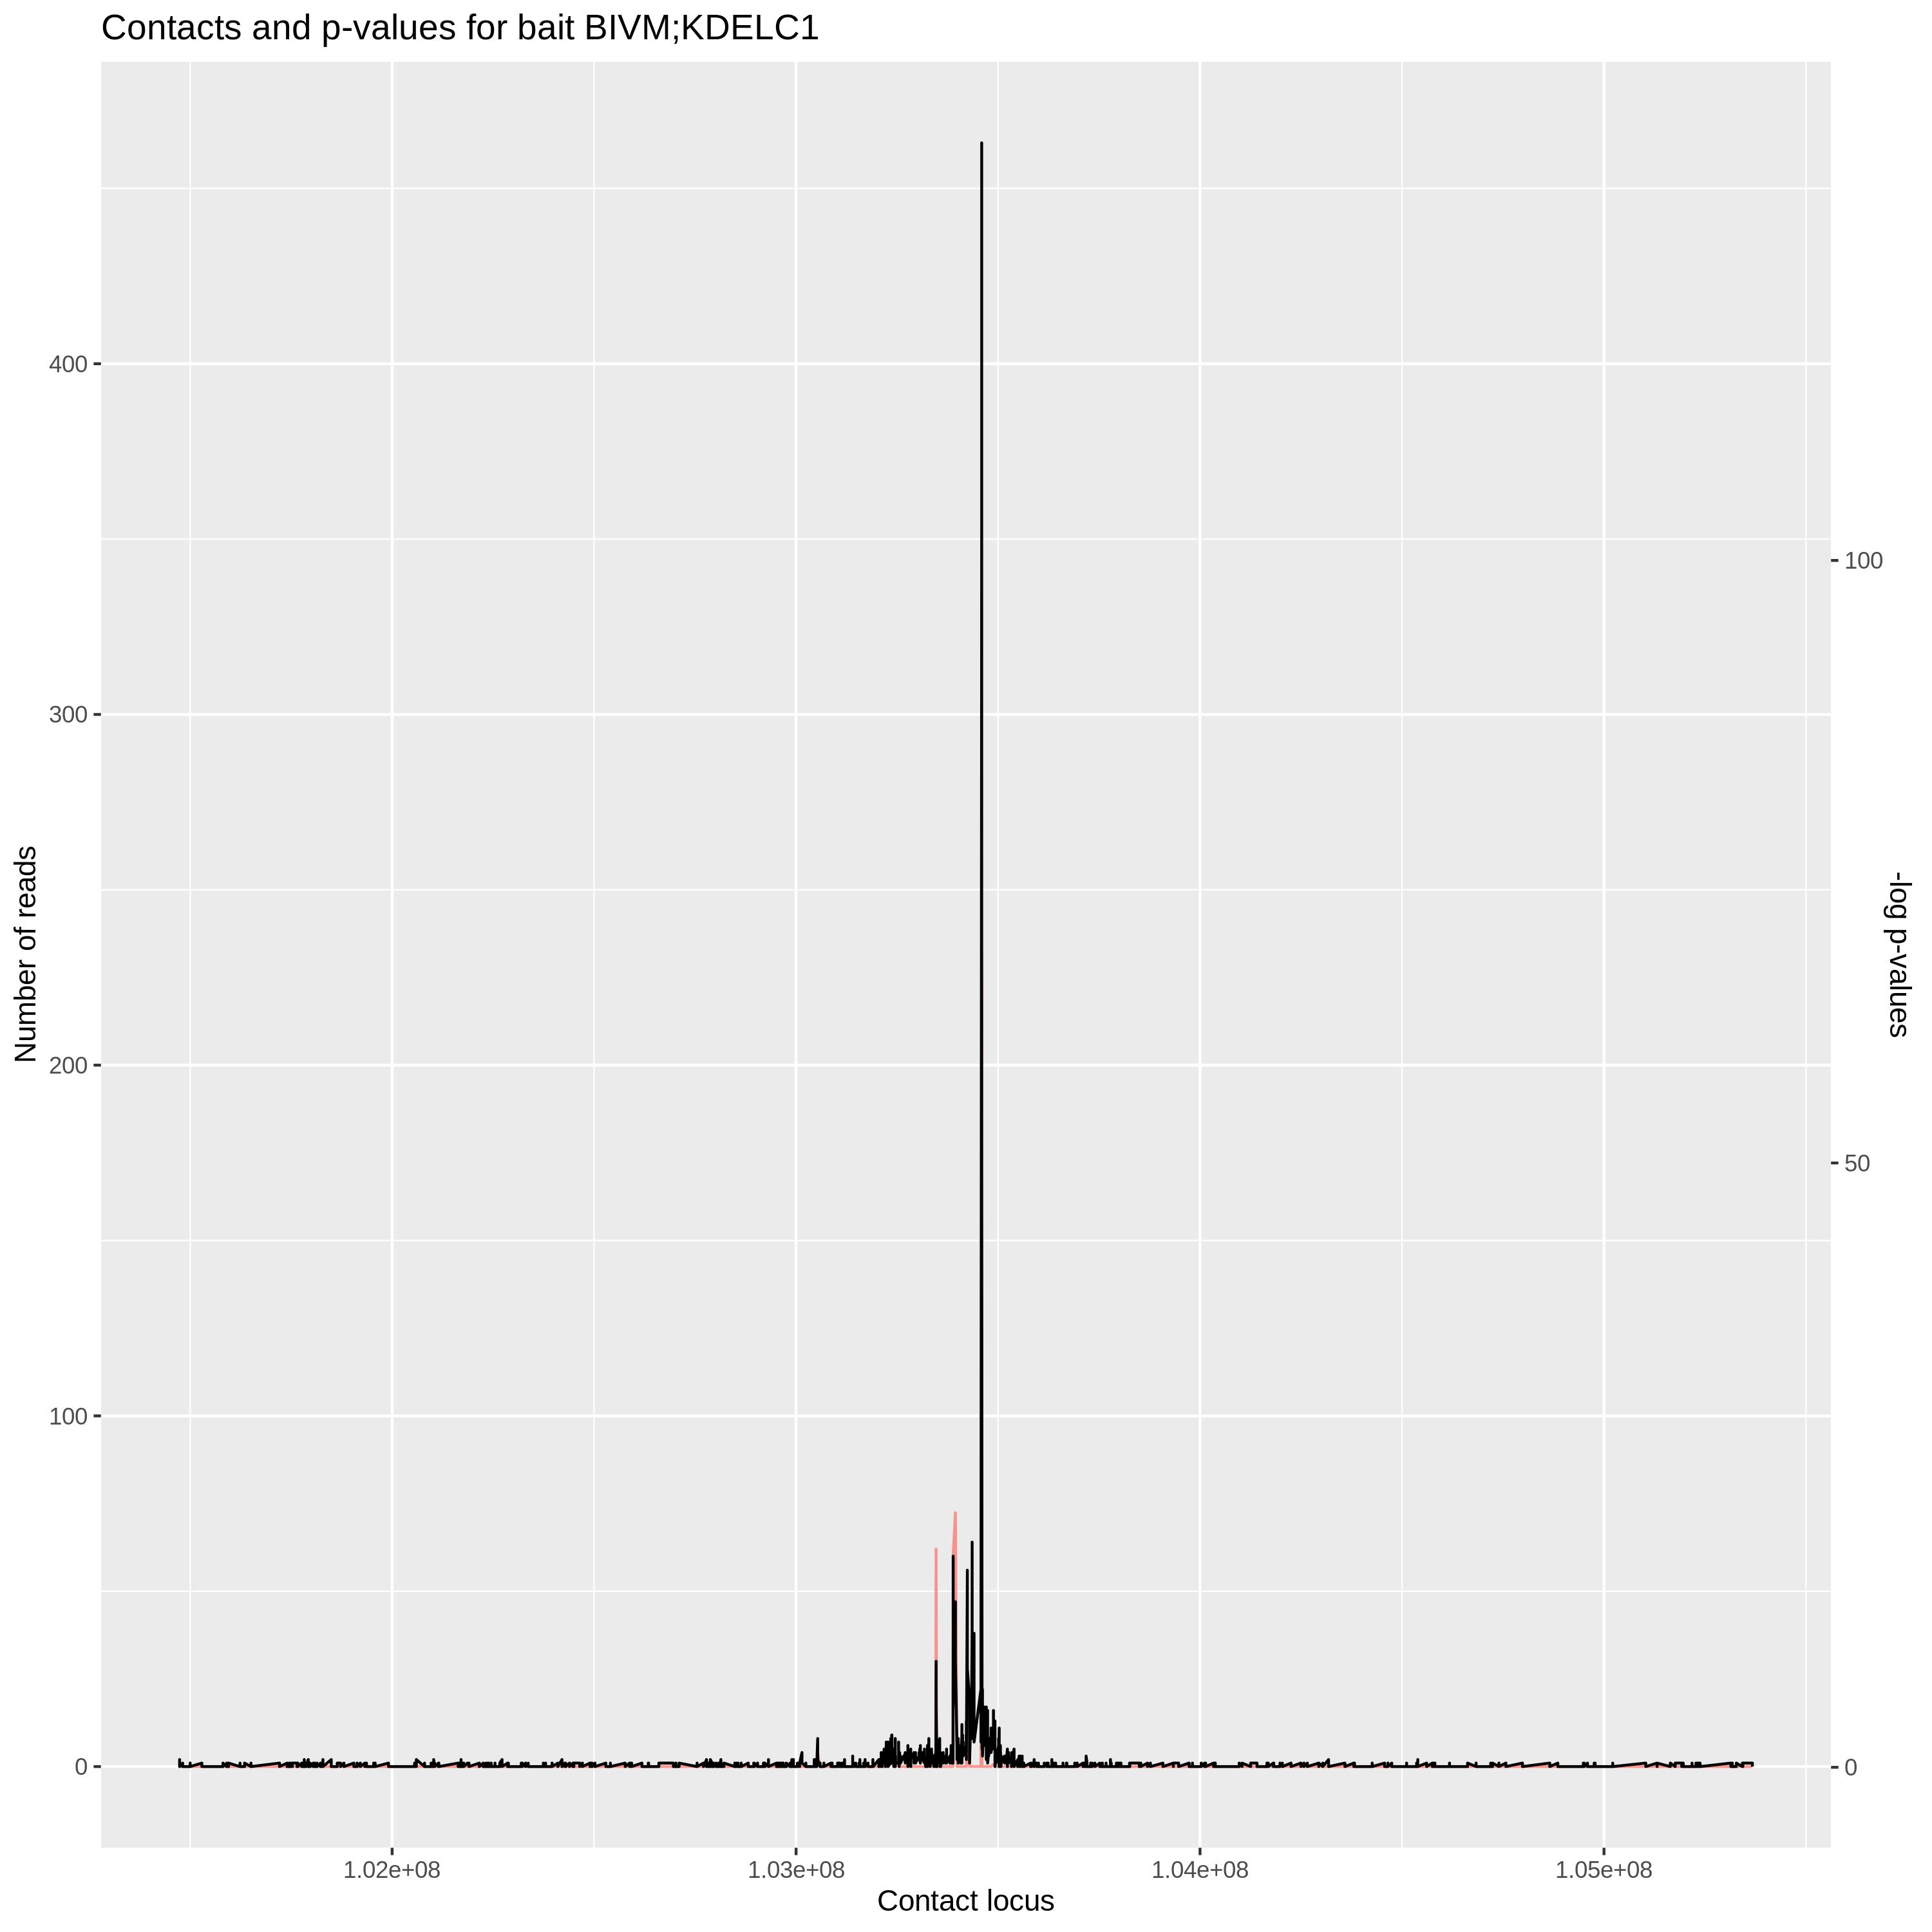 Contacts and p-values for bait BIVM;KDELC1
400
300
200
100
0
Number of reads
100
50
0
-log p-values
1.02e+08
1.03e+08
1.04e+08
1.05e+08
Contact locus